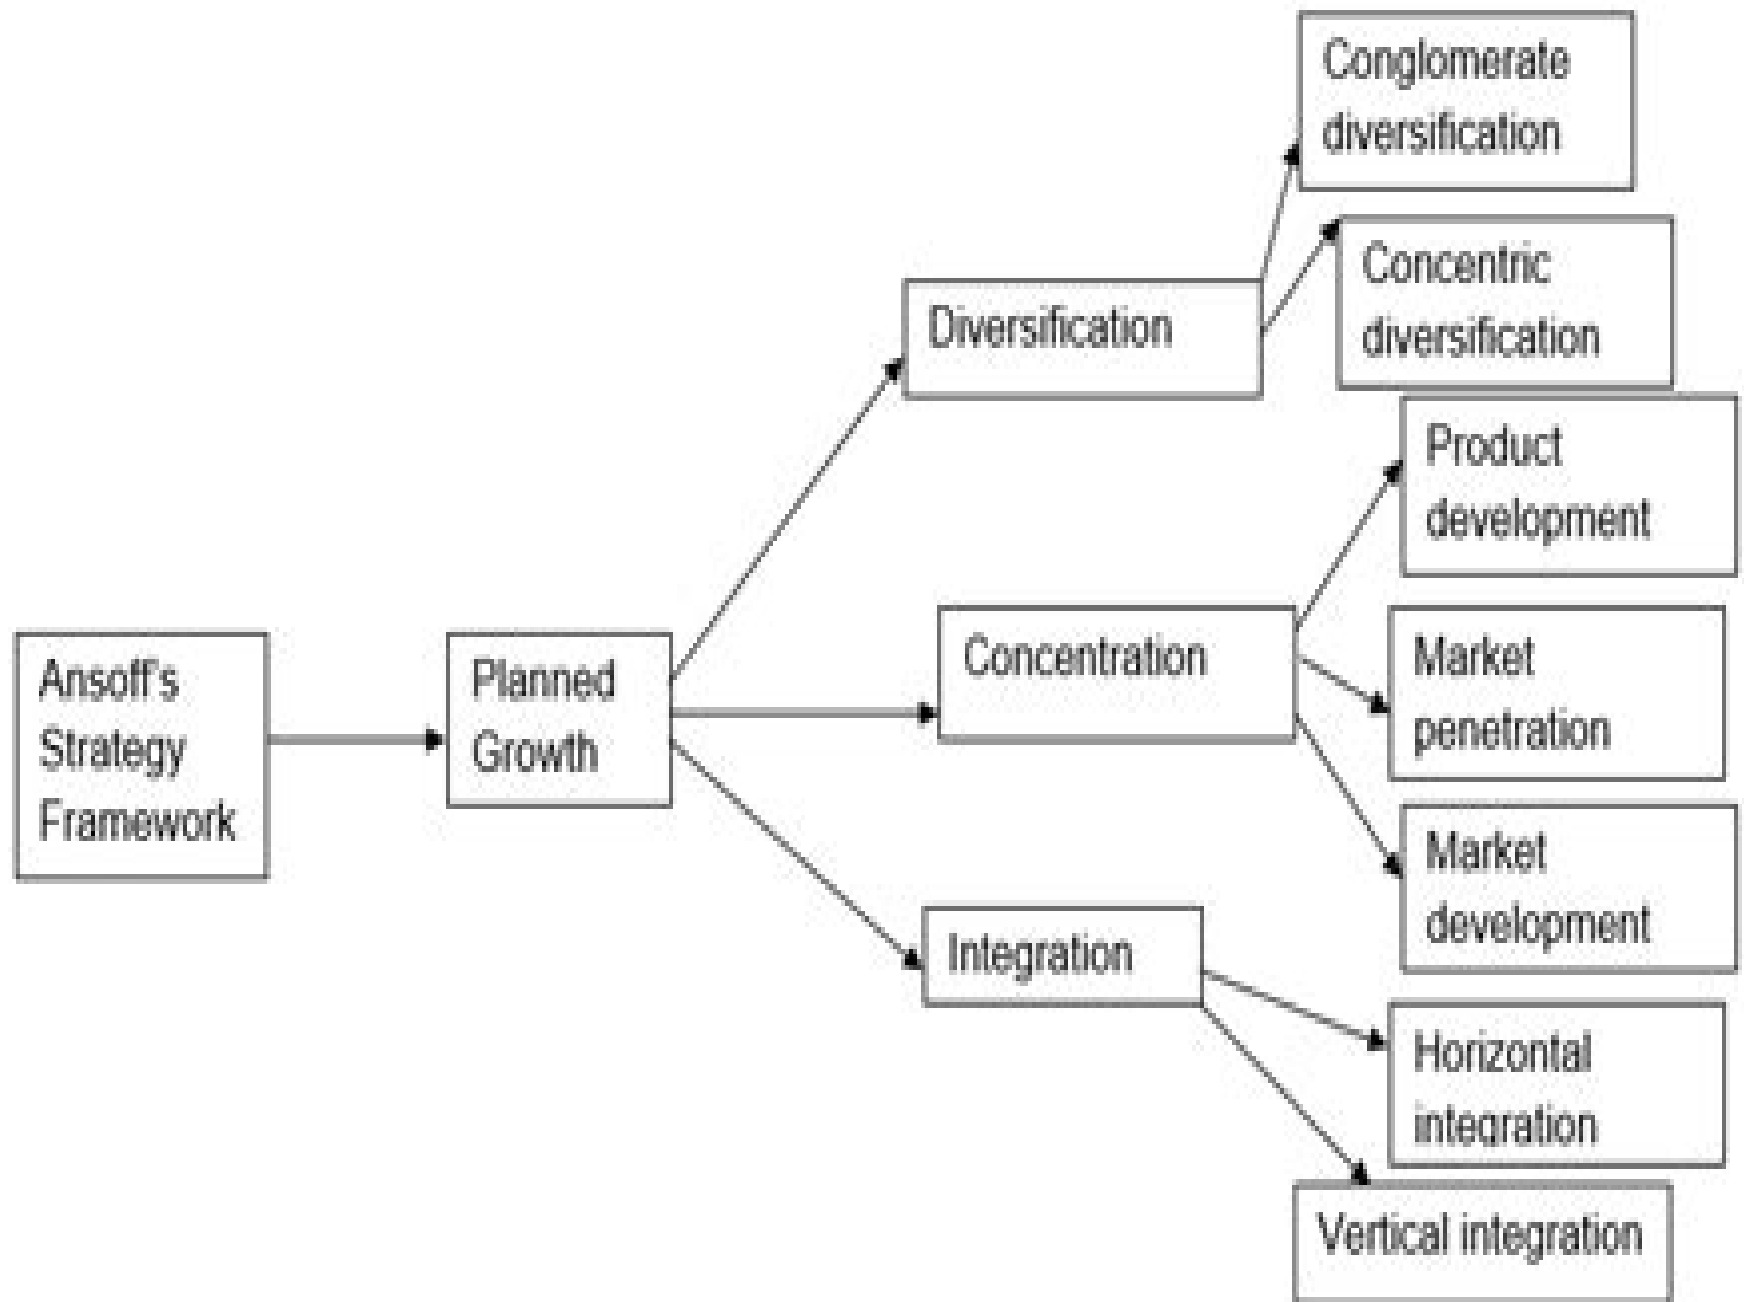 Ansoff's
Strategy
Framework
Planned
Growth
Diversification
Concentration
Integration
Conglomerate
diversification
Concentric
diversification
Product
development
Market
penetration
Market
development
Horizontal
integration
Vertical integration